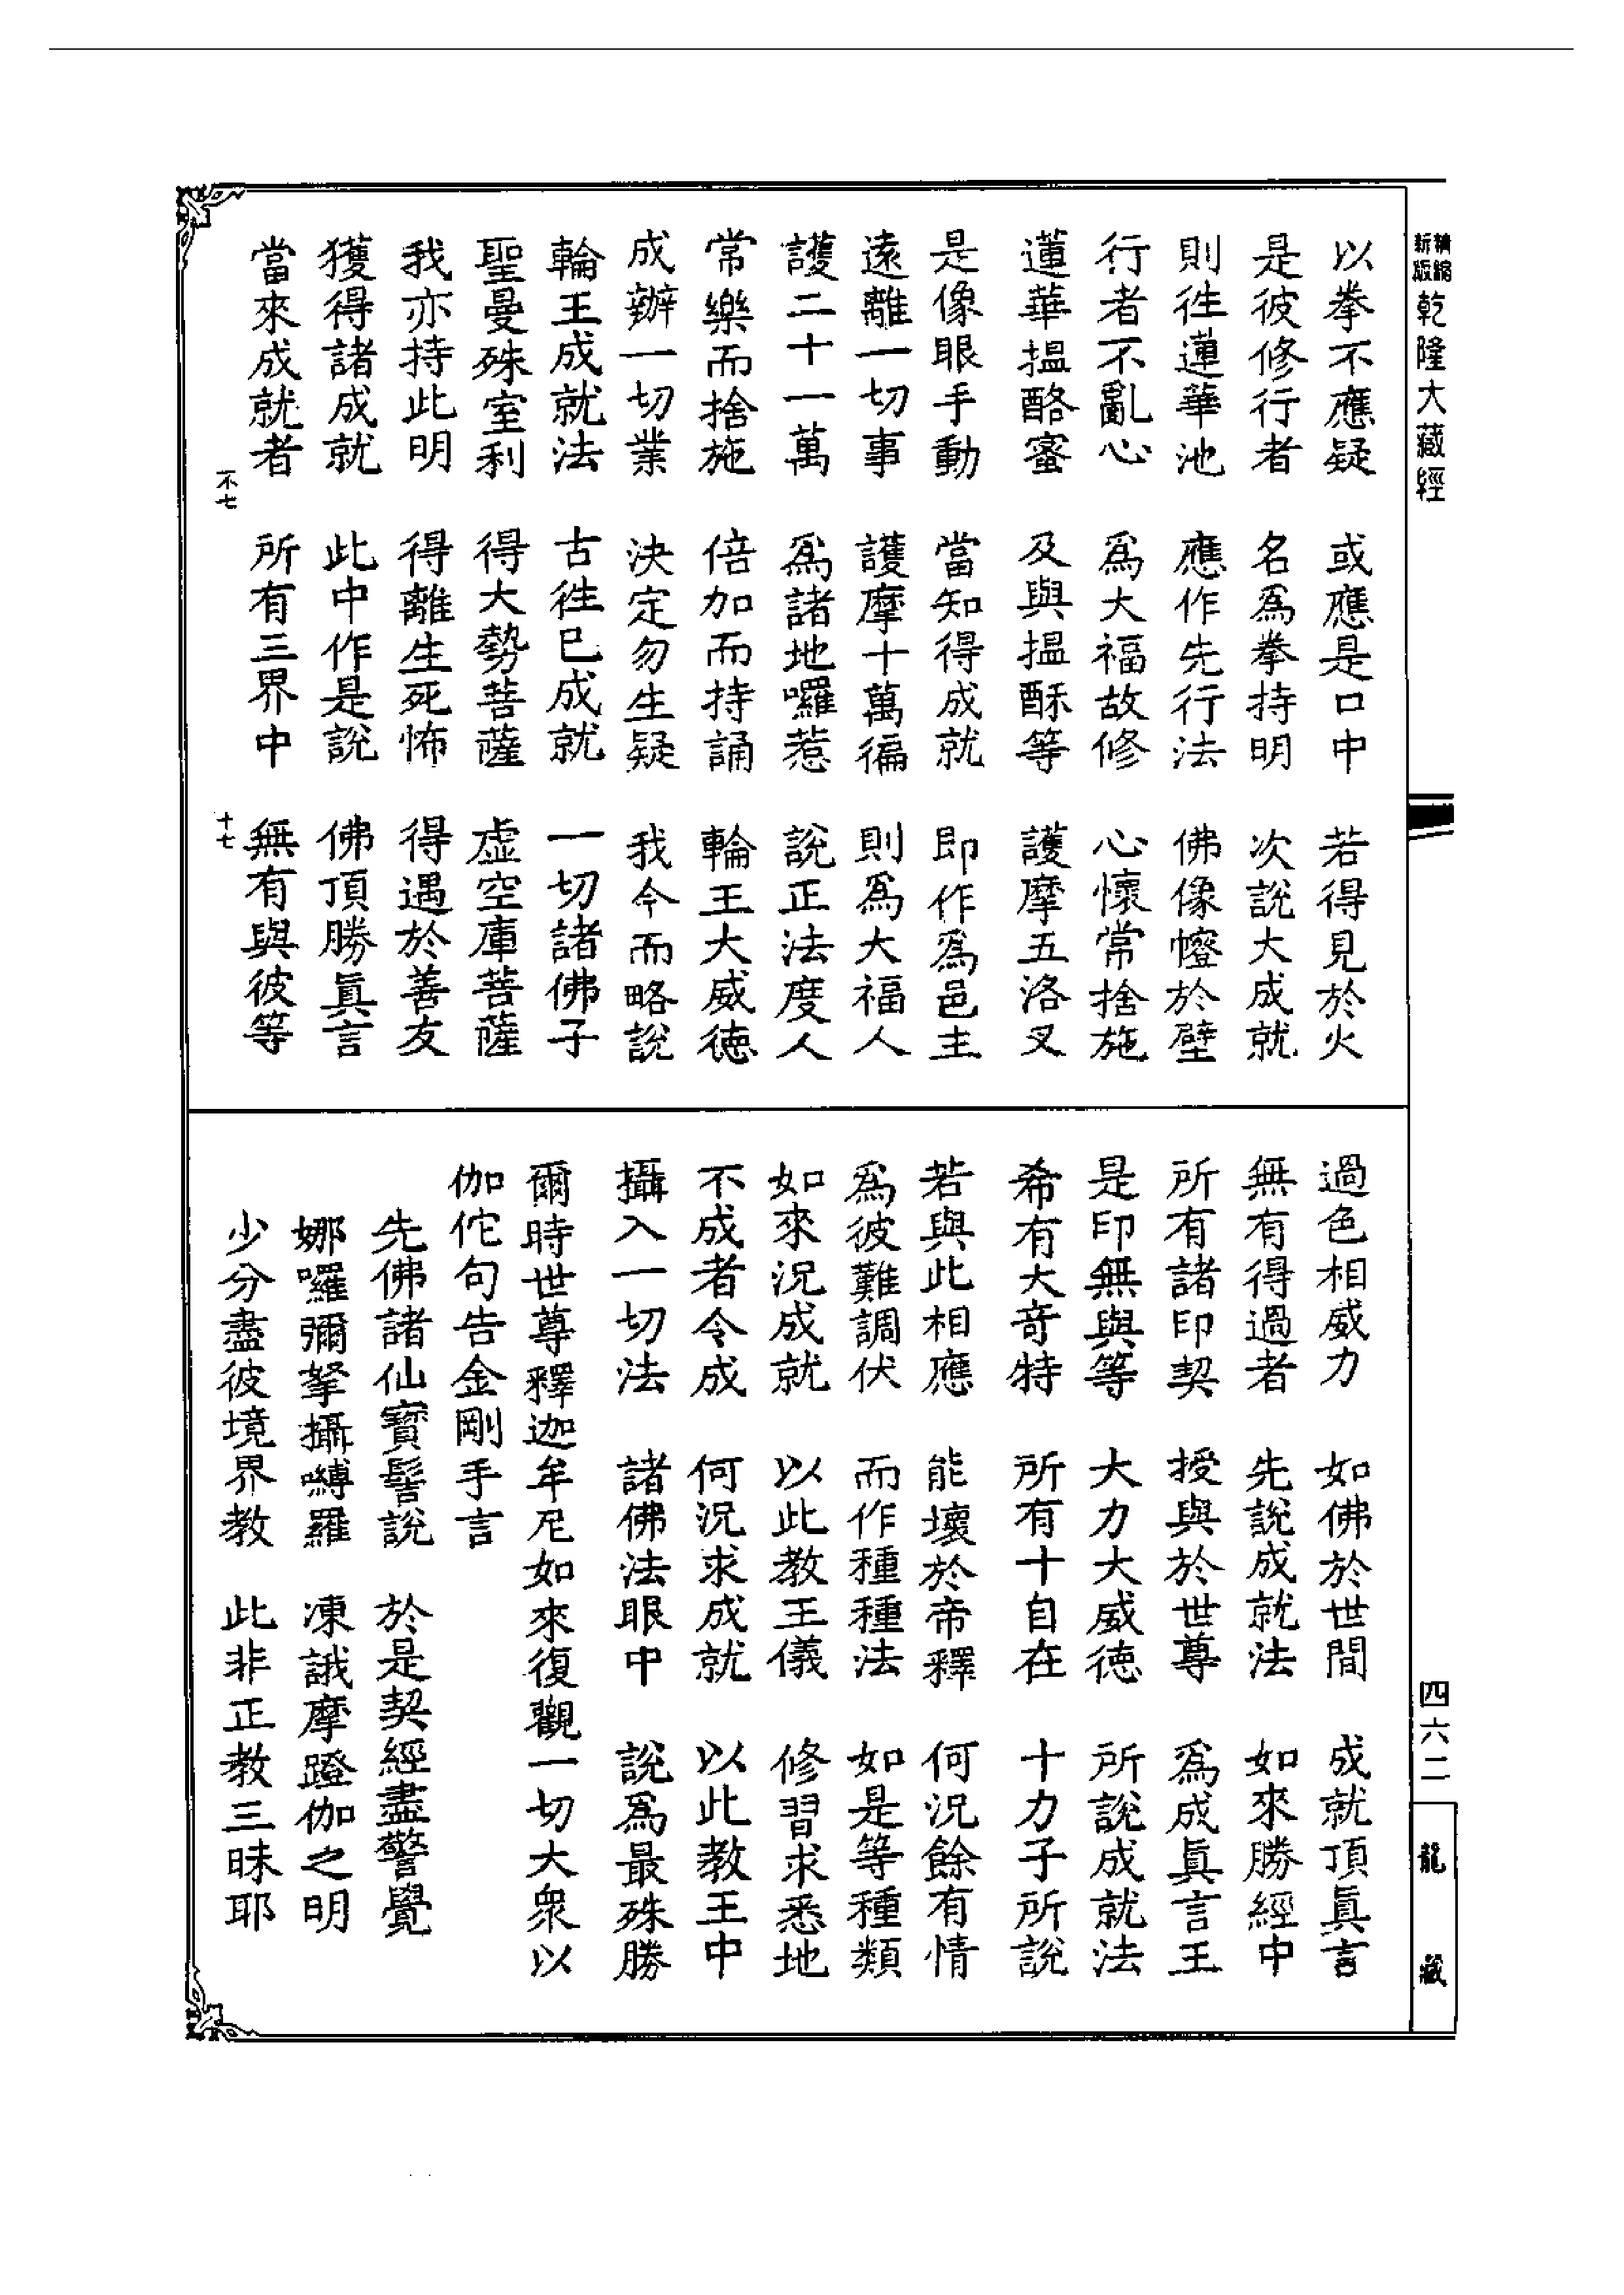 精縮新版乾隆大藏經
以拳不應疑　或應是口中　若得見於火
是彼修行者　名爲拳持明　次說大成就
則往蓮華池　應作先行法　佛像㡧於壁
行者不亂心　爲大福故修　心懷常捨施
蓮華搵酪蜜　及與搵酥等　護摩五洛叉
是像眼手動　當知得成就　即作爲邑主
遠離一切事　護摩十萬徧　則爲大福人
護二十一萬　爲諸地囉惹　說正法度人
常樂而捨施　倍加而持誦　輪王大威德
成辦一切業　決定勿生疑　我今而略說
輪王成就法　古往已成就　一切諸佛子
聖曼殊室利　得大勢菩薩　虛空庫菩薩
我亦持此明　得離生死怖　得遇於善友
獲得諸成就　此中作是說　佛頂勝眞言
當來成就者　所有三界中　無有與彼等
不七　十七
過色相威力　如佛於世間　成就頂眞言
無有得過者　先說成就法　如來勝經中
所有諸印契　授與於世尊　爲成眞言王
是印無與等　大力大威德　所說成就法
希有大奇特　所有十自在　十力子所說
若與此相應　能壞於帝釋　何況餘有情
爲彼難調伏　而作種種法　如是等種類
如來況成就　以此教王儀　修習求悉地
不成者令成　何況求成就　以此教王中
攝入一切法　諸佛法眼中　說爲最殊勝
爾時世尊釋迦牟尼如來復觀一切大衆以
伽佗句告金剛手言
先佛諸仙寶髻說　於是契經盡警覺
娜囉彌拏攝嚩羅　凍誐摩蹬伽之明
少分盡彼境界教　此非正教三昧耶
四六二
龍藏